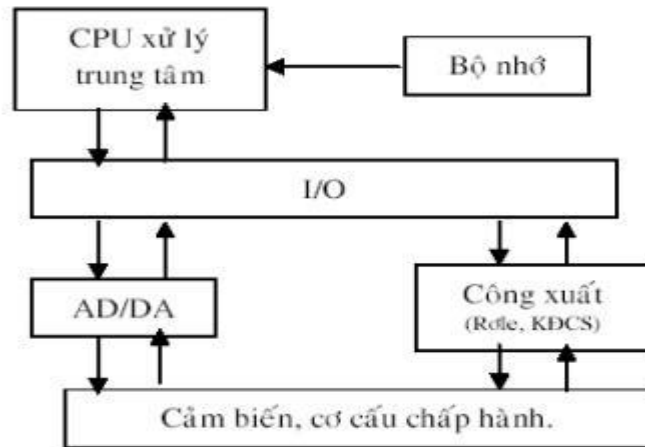 CPU xử lý
trung tâm
Bộ nhớ
I/O
AD/DA
Công xuất
(Rơle, KĐCS)
Cảm biến, cơ cấu chấp hành.